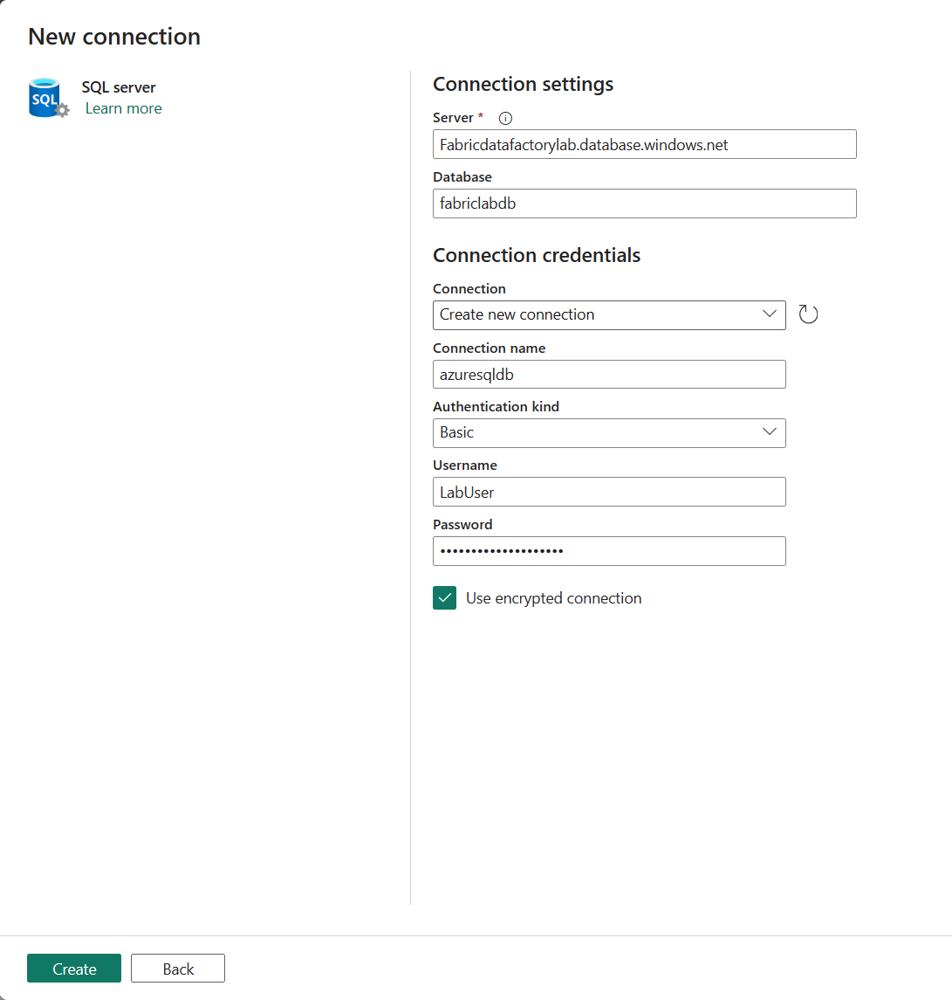 New connection
SQL
SQL server
Learn more
Connection settings
Server *
Fabricdatafactorylab.database.windows.net
Database
fabriclabdb
Connection credentials
Connection
Create new connection
Connection name
azuresqldb
Authentication kind
Basic
Username
LabUser
Password
••••••••••••••••••••
Use encrypted connection
Create
Back